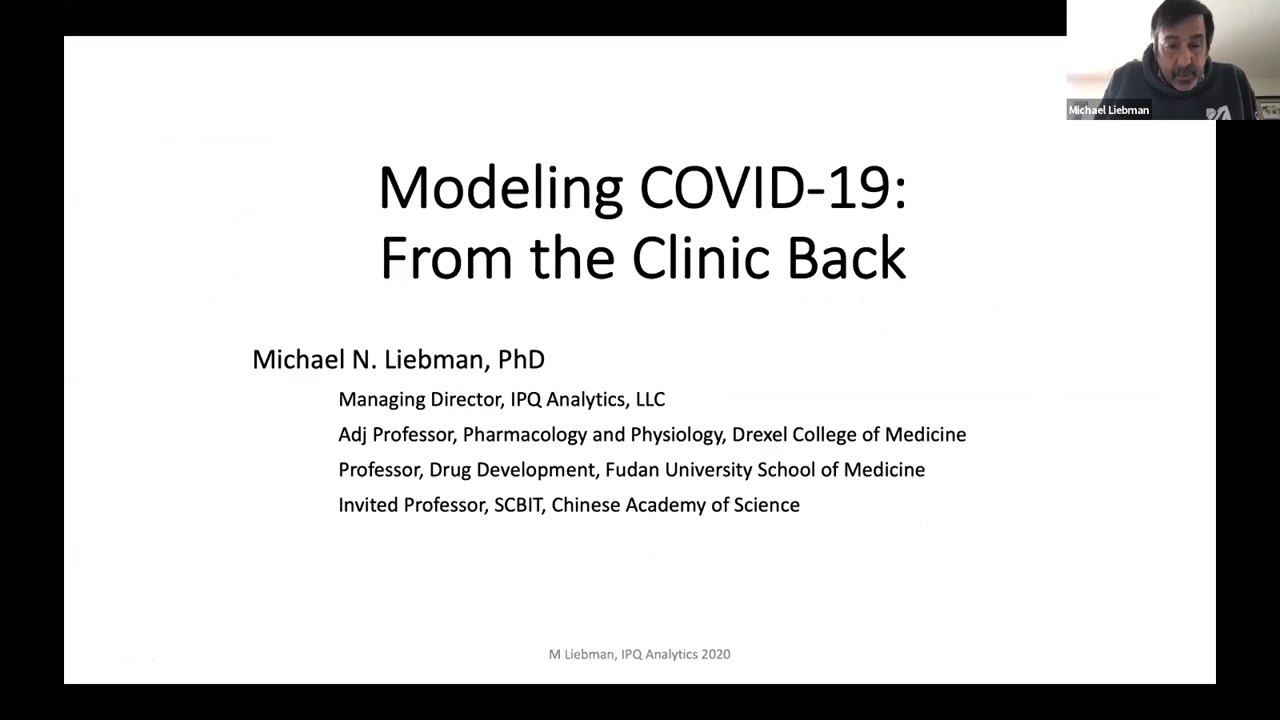 Michael Liebman
Modeling COVID-19:
From the Clinic Back
Michael N. Liebman, PhD
Managing Director, IPQ Analytics, LLC
Adj Professor, Pharmacology and Physiology, Drexel College of Medicine
Professor, Drug Development, Fudan University School of Medicine
Invited Professor, SCBIT, Chinese Academy of Science
M Liebman, IPQ Analytics 2020